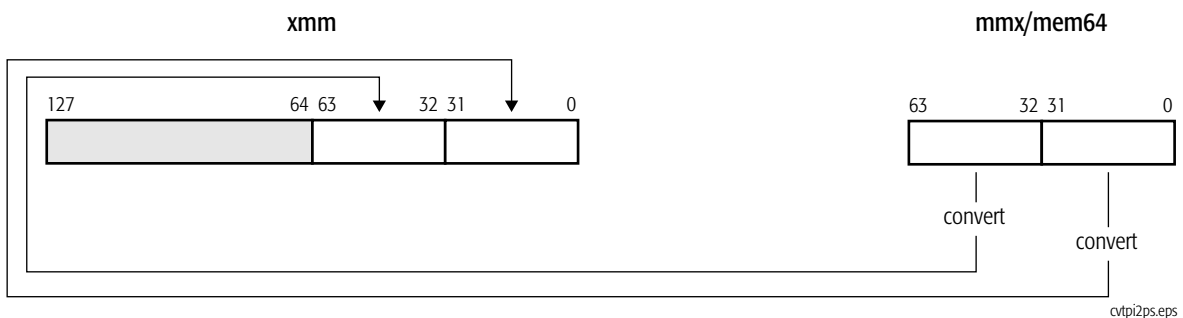 xmm mmx/mem64
127 64 63 32 31 0 63 32 31 0
convert
convert
cvtpi2ps.eps